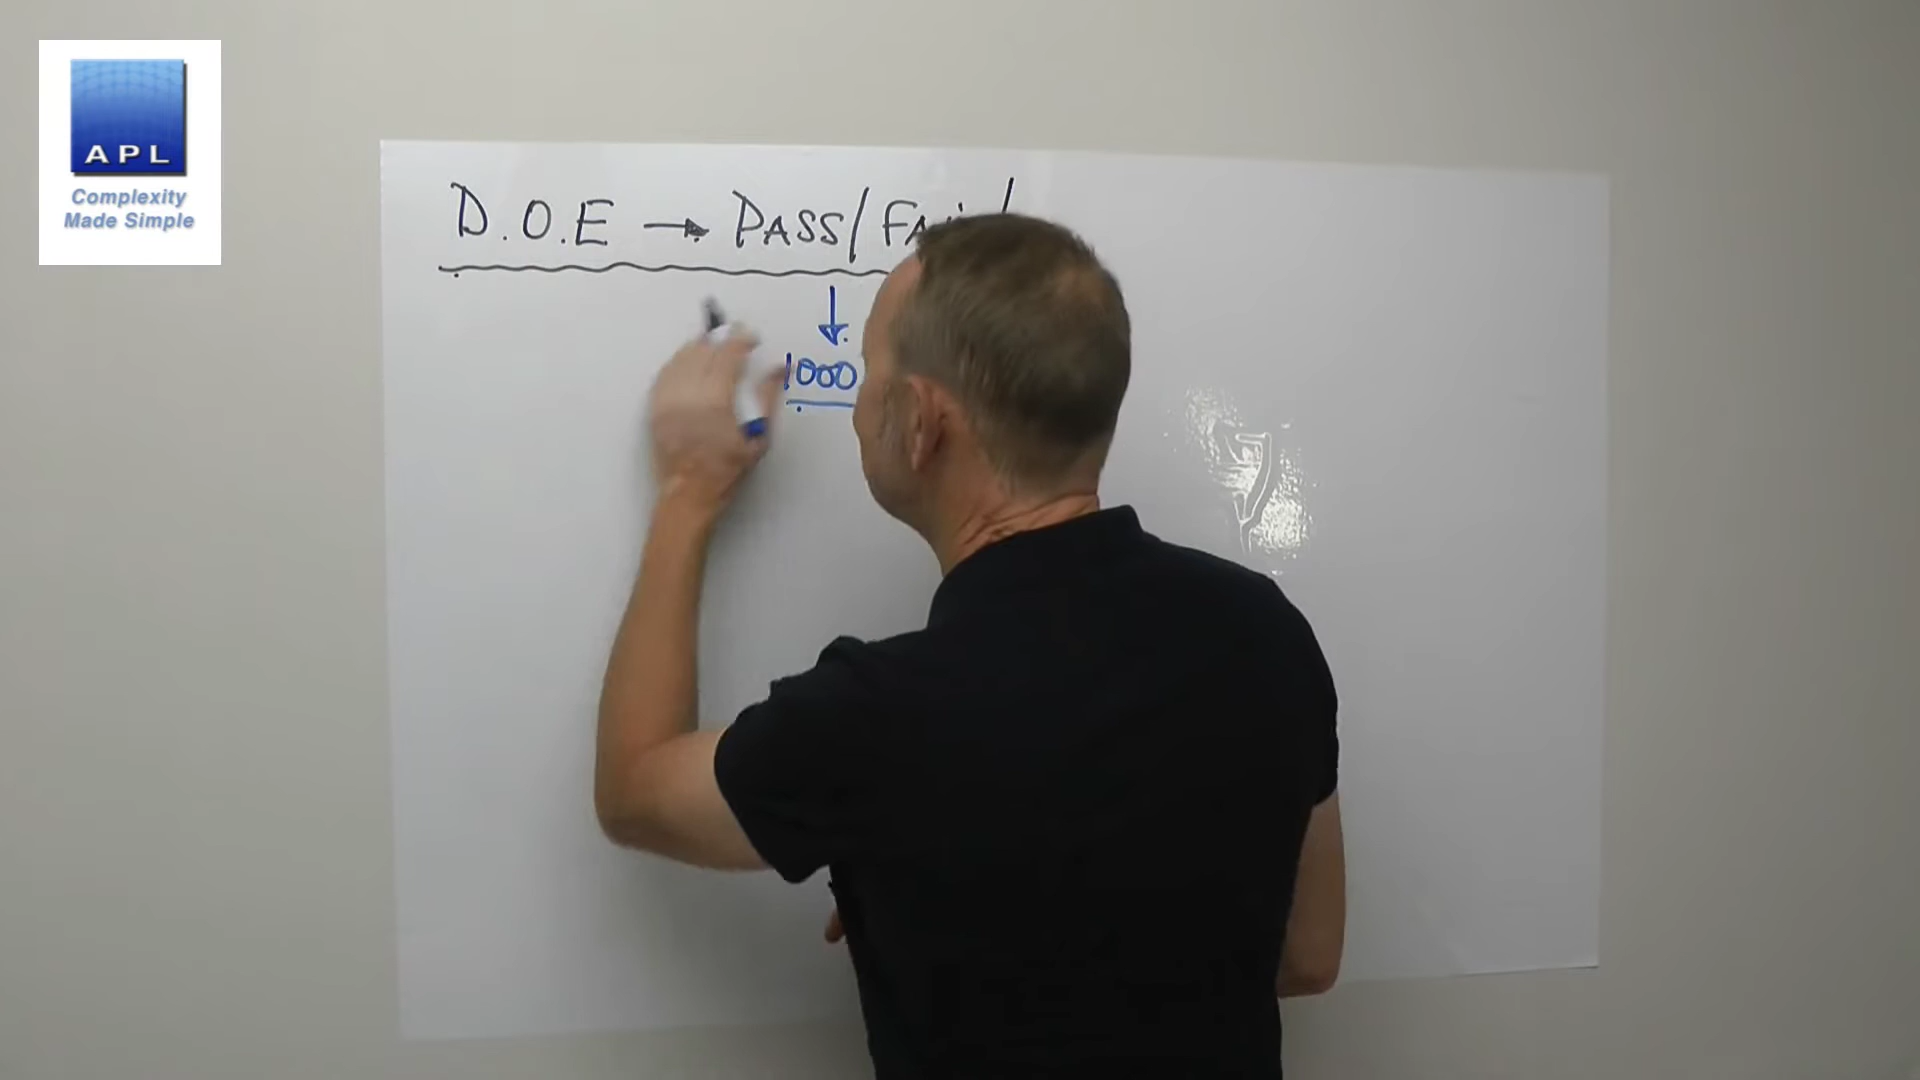 APL
Complexity
Made Simple
D.O.E → PASS/
1000